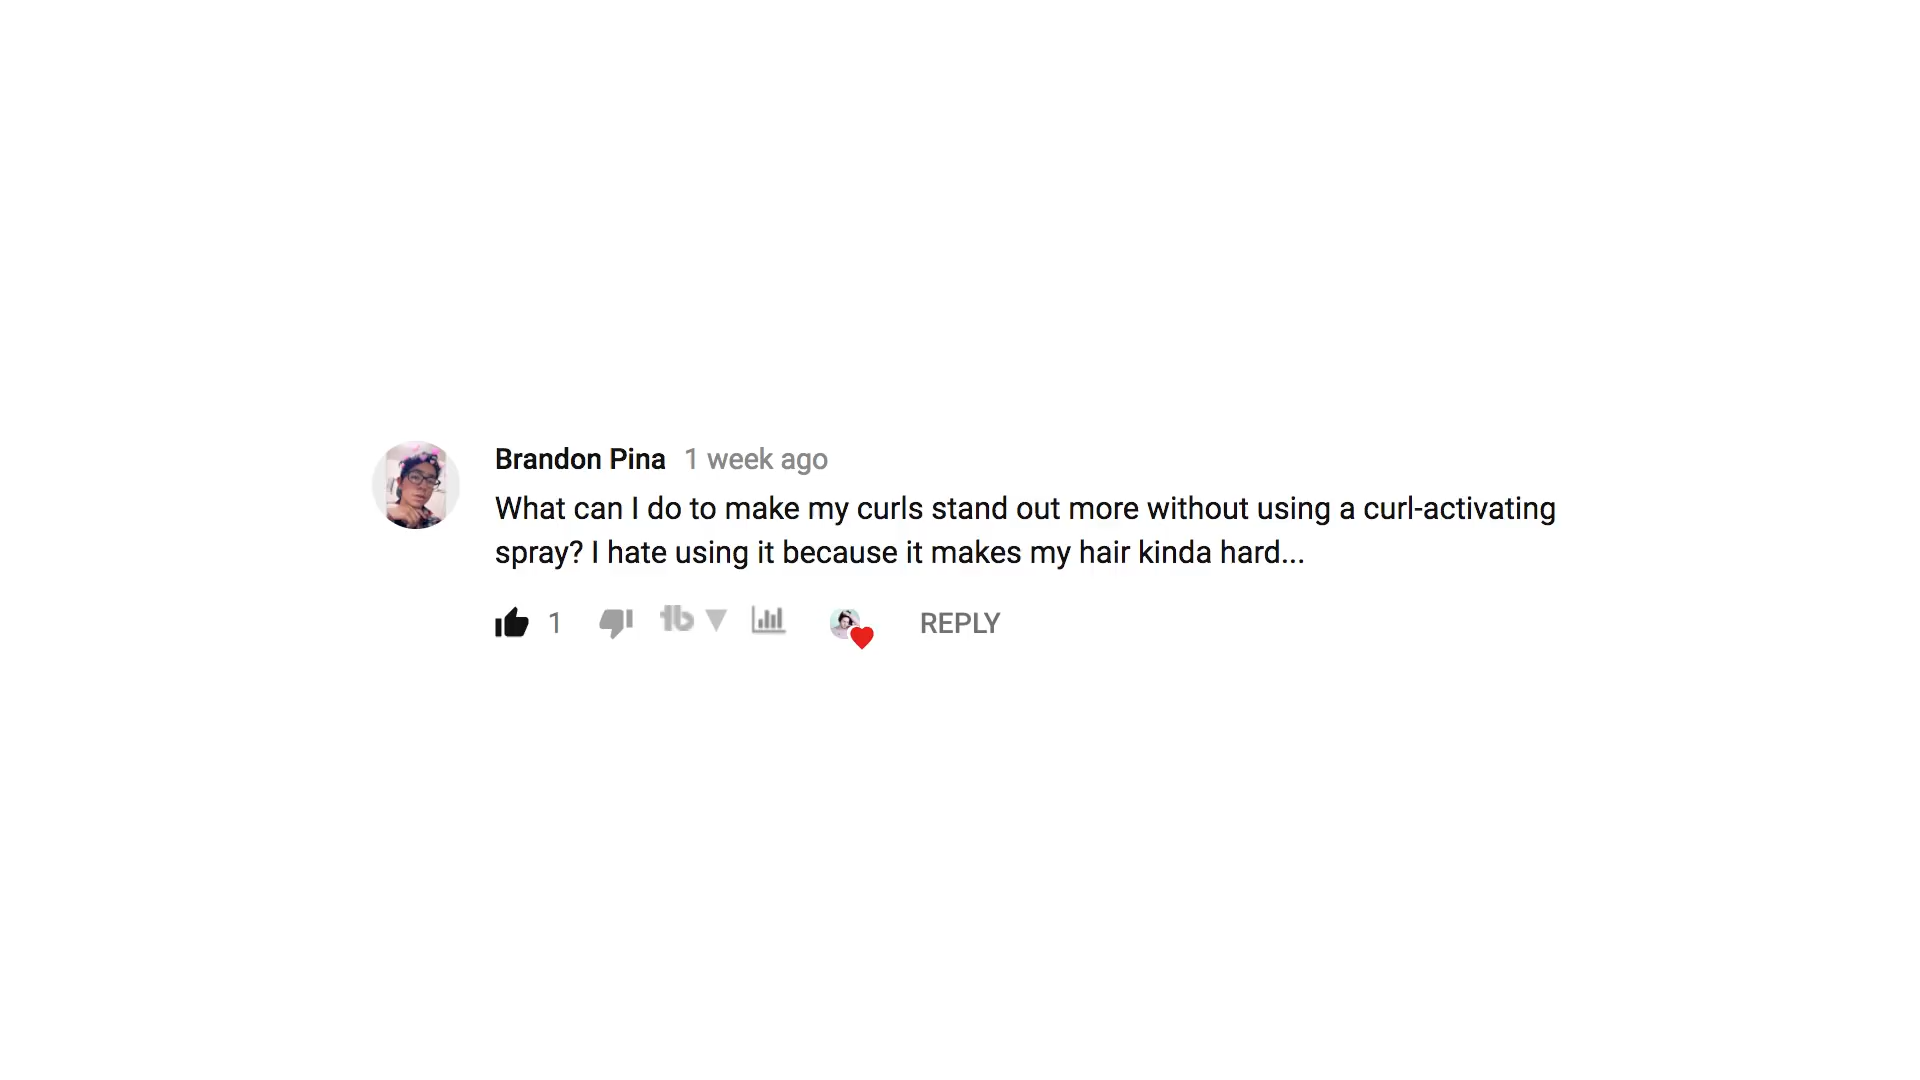 Brandon Pina 1 week ago
What can I do to make my curls stand out more without using a curl-activating
spray? I hate using it because it makes my hair kinda hard...
1 tb REPLY